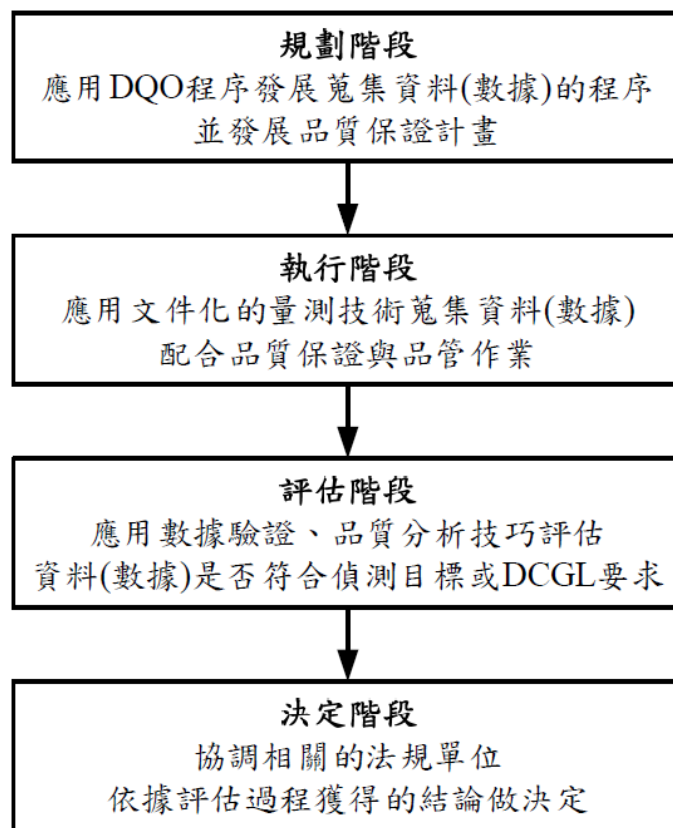 規劃階段
應用DQO程序發展蒐集資料(數據)的程序
並發展品質保證計畫
執行階段
應用文件化的量測技術蒐集資料(數據)
配合品質保證與品管作業
評估階段
應用數據驗證、品質分析技巧評估
資料(數據)是否符合偵測目標或DCGL要求
決定階段
協調相關的法規單位
依據評估過程獲得的結論做決定